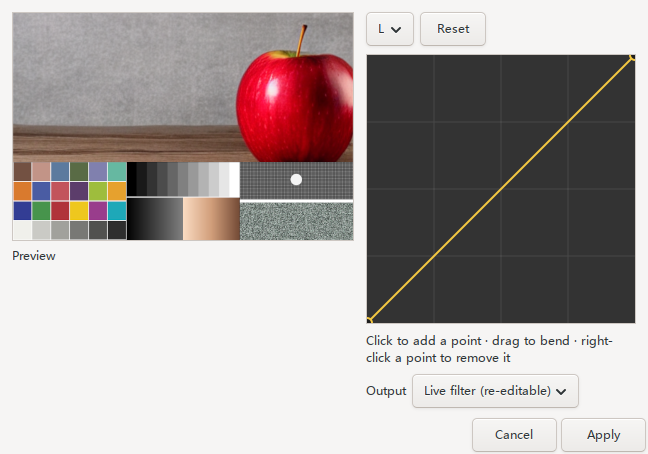 L
Reset
Preview
Click to add a point · drag to bend · right-
click a point to remove it
Output
Live filter (re-editable)
Cancel
Apply